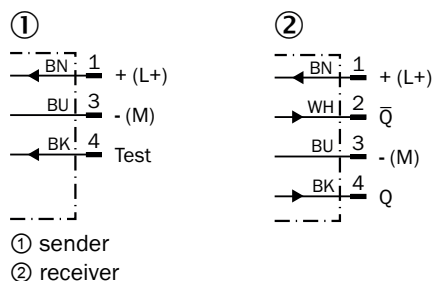 ① ②
BN 1 + (L+)
BU 3 - (M)
BK 4 Test
BN 1 + (L+)
WH 2 Q̅
BU 3 - (M)
BK 4 Q
① sender
② receiver